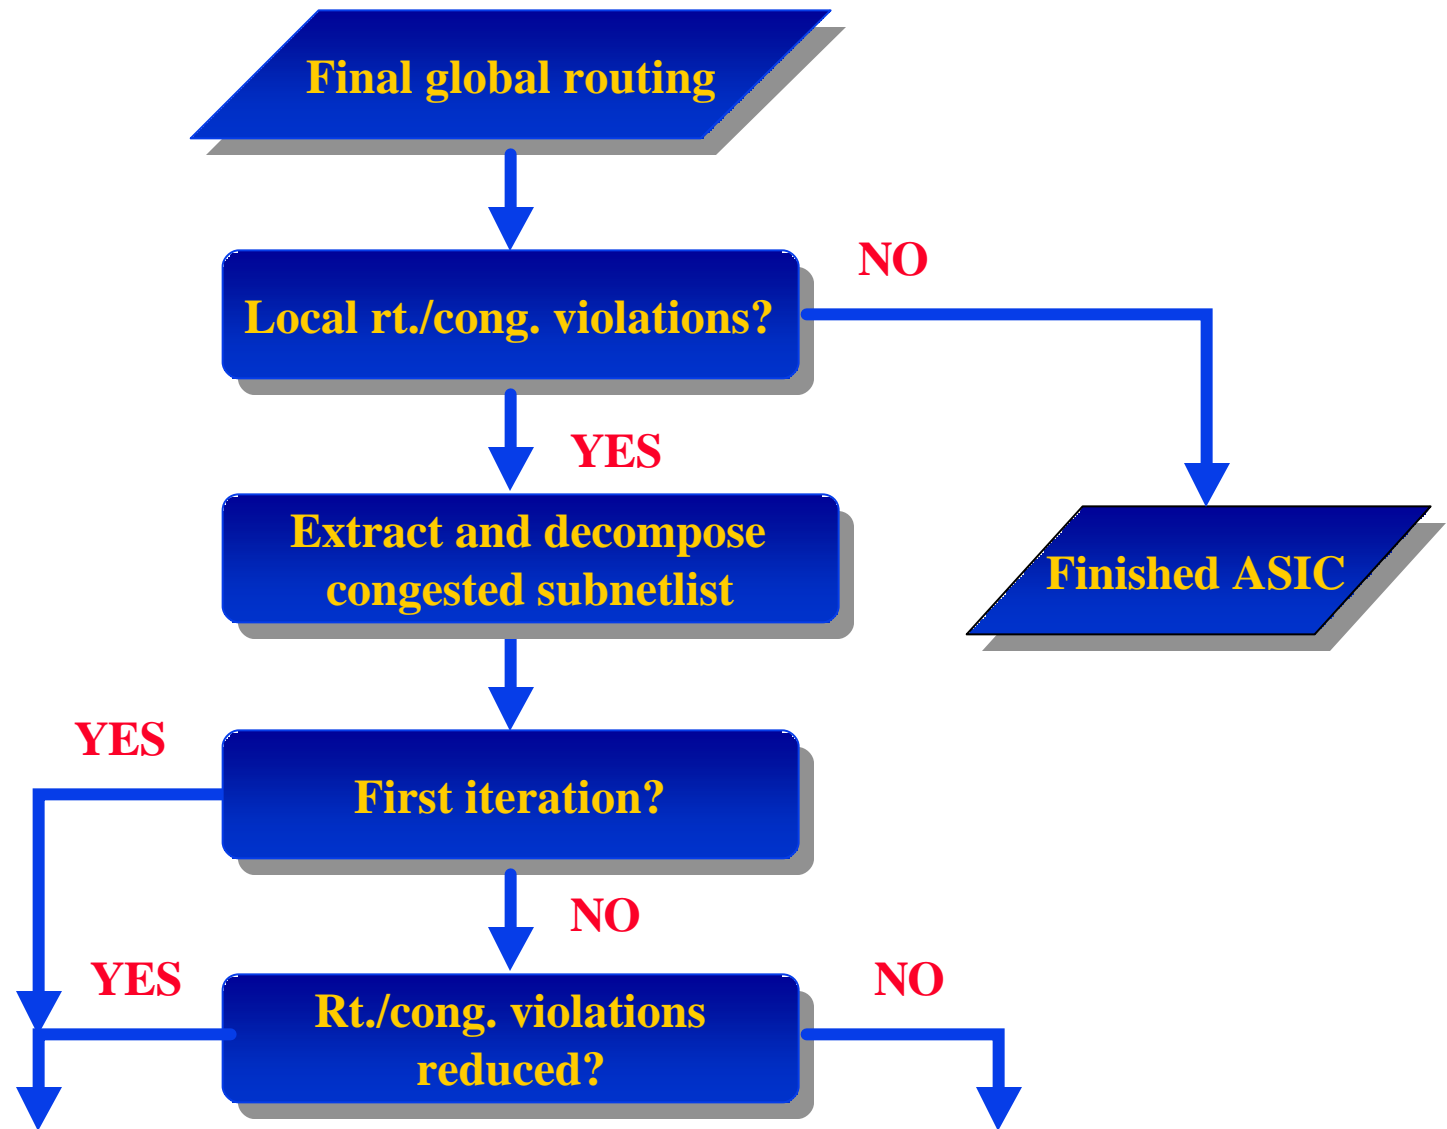 Final global routing
NO
Local rt./cong. violations?
YES
Extract and decompose
congested subnetlist
Finished ASIC
YES
First iteration?
NO
YES
NO
Rt./cong. violations
reduced?